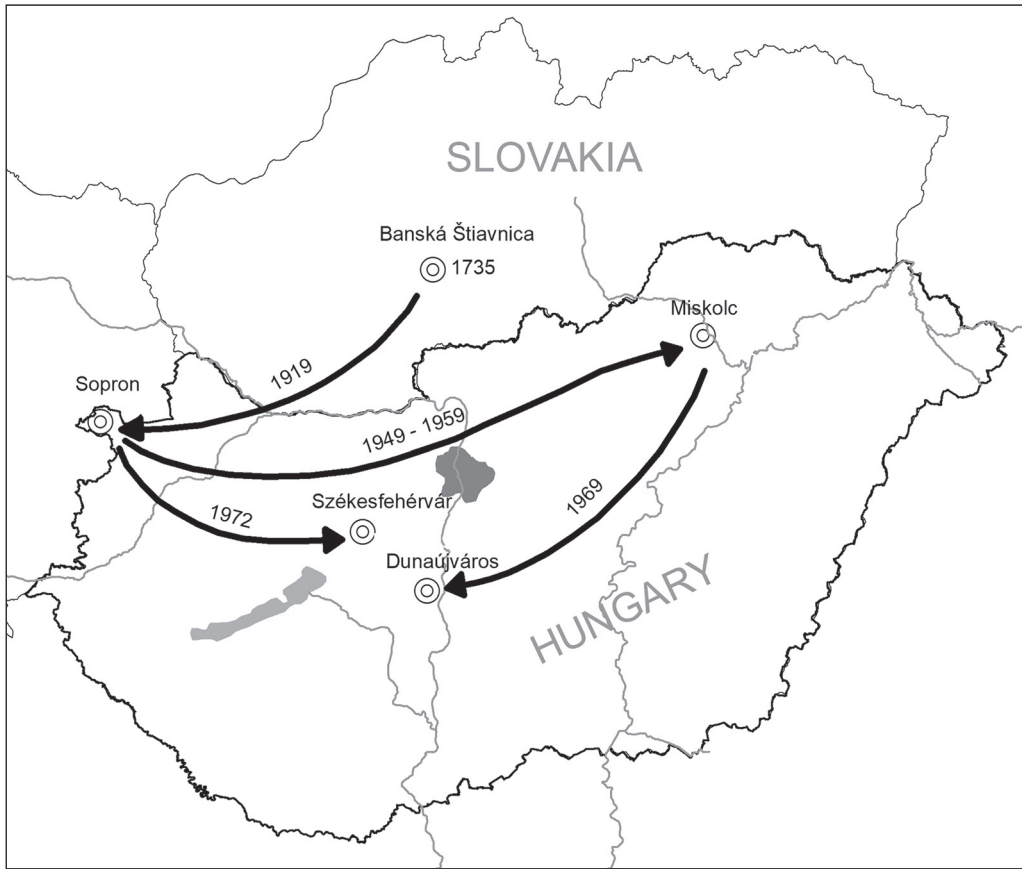 SLOVAKIA
Banská Štiavnica
1735
Miskolc
1919
Sopron
1949 - 1959
Székesfehérvár
1972
1969
Dunaújváros
HUNGARY